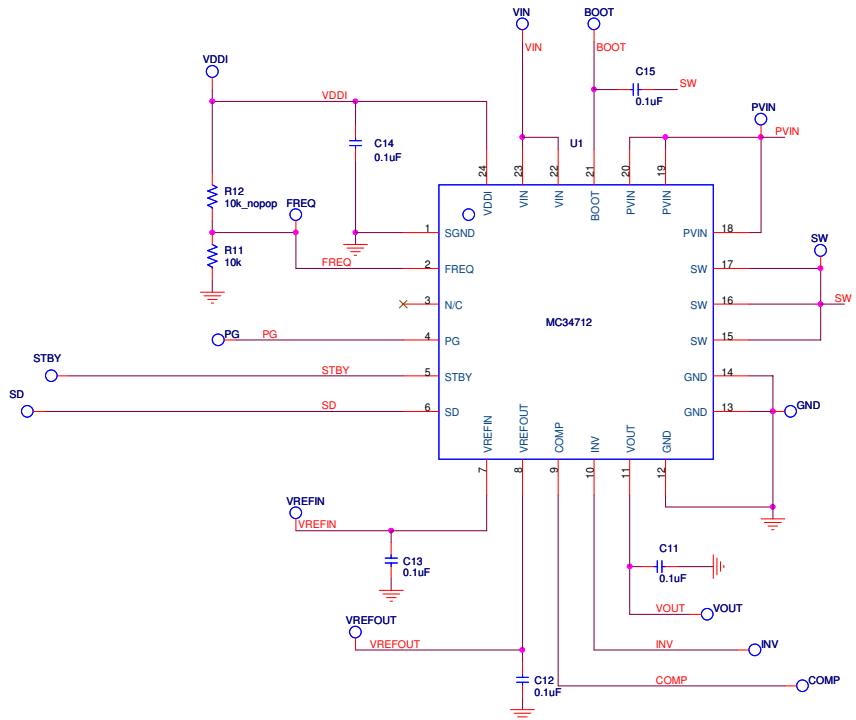 VIN
BOOT
VIN
BOOT
VDDI
C15
SW
0.1uF
VDDI
PVIN
PVIN
C14
0.1uF
U1
24
23
22
21
20
19
VDDI
VIN
VIN
BOOT
PVIN
PVIN
R12
10k_nopop
FREQ
1
SGND
PVIN
18
SW
R11
10k
FREQ
2
FREQ
SW
17
3
N/C
SW
16
SW
MC34712
PG
PG
4
PG
SW
15
STBY
STBY
5
STBY
GND
14
SD
SD
6
SD
GND
13
GND
VREFIN
VREFOUT
COMP
INV
VOUT
GND
7
8
9
10
11
12
VREFIN
VREFIN
C13
0.1uF
C11
0.1uF
VOUT
VOUT
VREFOUT
VREFOUT
INV
INV
C12
0.1uF
COMP
COMP